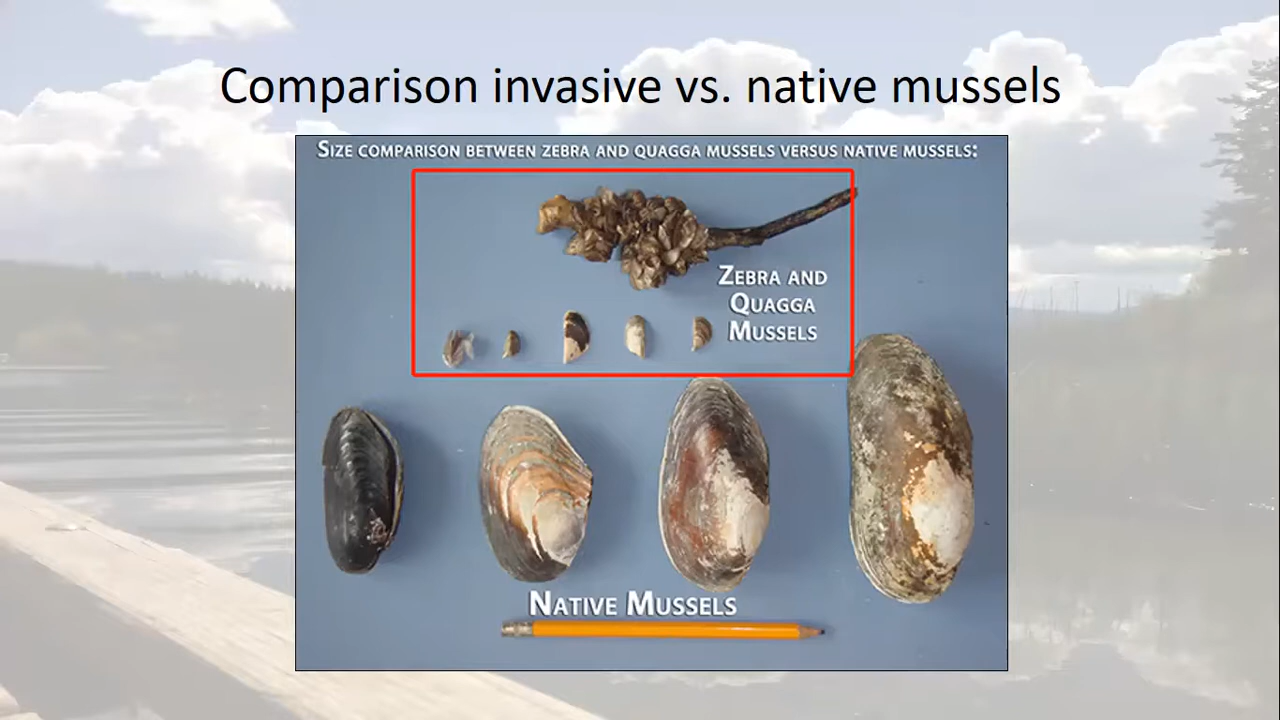 Comparison invasive vs. native mussels
SIZE COMPARISON BETWEEN ZEBRA AND QUAGGA MUSSELS VERSUS NATIVE MUSSELS:
ZEBRA AND
QUAGGA
MUSSELS
NATIVE MUSSELS